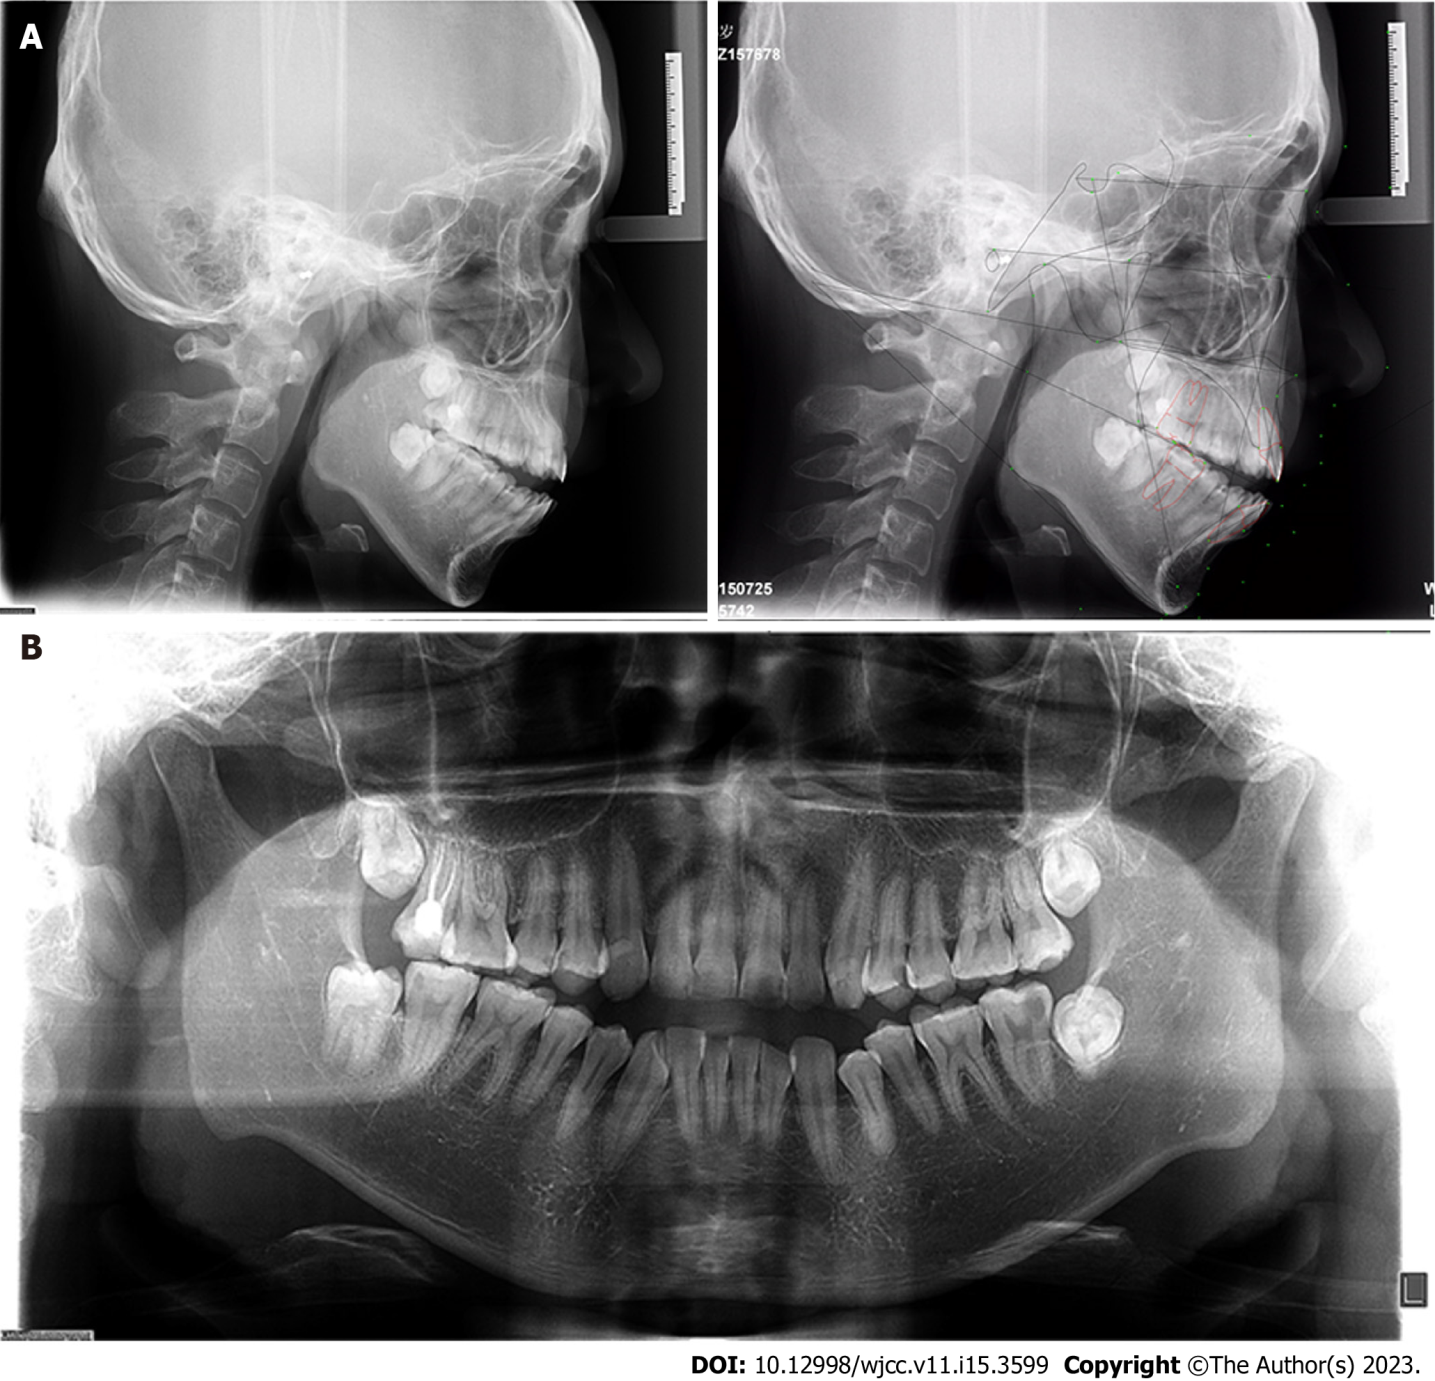 A
岁
Z157878
150725
5742
W
L
B
L
DOI: 10.12998/wjcc.v11.i15.3599 Copyright ©The Author(s) 2023.